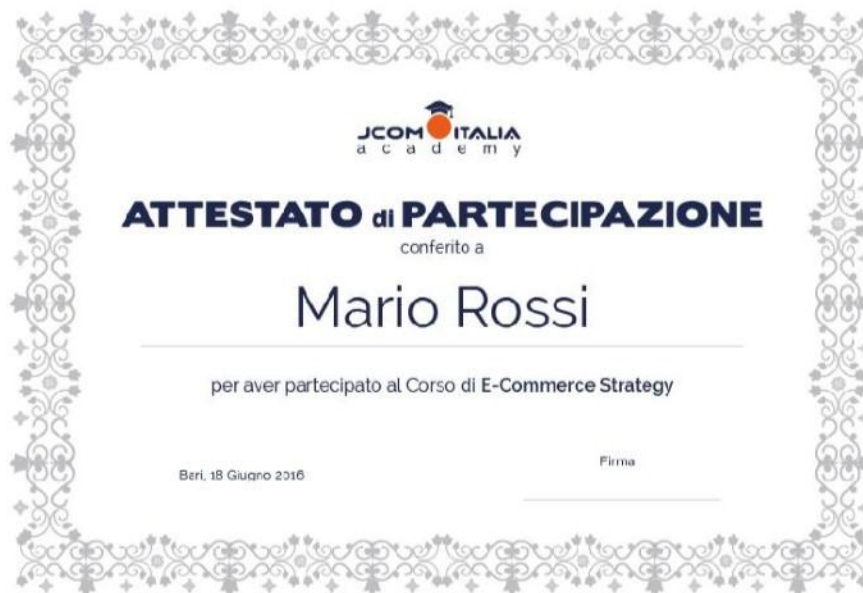 JCOM ITALIA
academy
ATTESTATO di PARTECIPAZIONE
conferito a
Mario Rossi
per aver partecipato al Corso di E-Commerce Strategy
Firma
Bari, 18 Giugno 2016